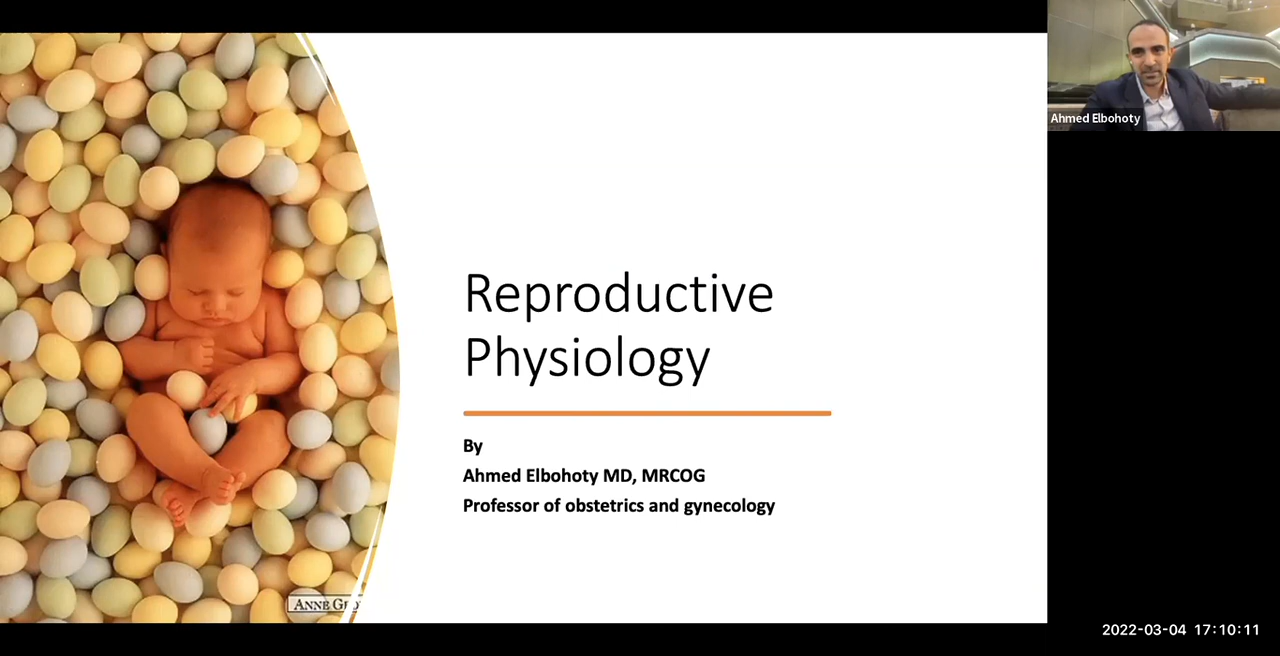 Ahmed Elbohoty
Reproductive
Physiology
By
Ahmed Elbohoty MD, MRCOG
Professor of obstetrics and gynecology
ANNE
2022-03-04 17:10:11